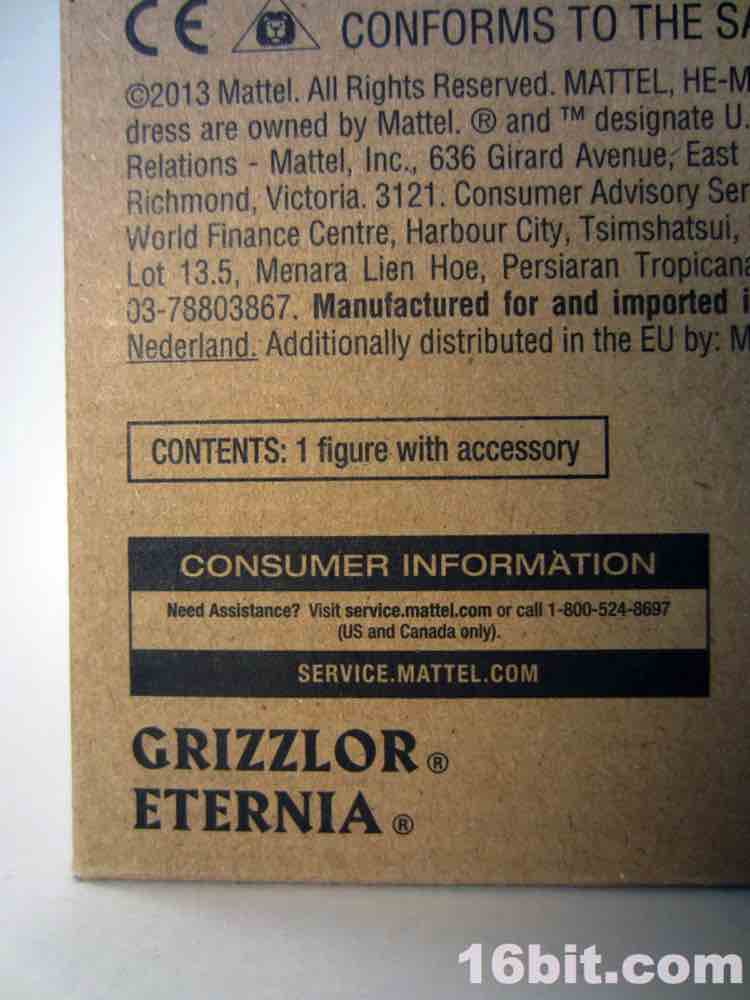 CE CONFORMS TO THE
©2013 Mattel. All Rights Reserved. MATTEL, HE-M
dress are owned by Mattel. ® and ™ designate U.
Relations - Mattel, Inc., 636 Girard Avenue, East
Richmond, Victoria. 3121. Consumer Advisory Ser
World Finance Centre, Harbour City, Tsimshatsui,
Lot 13.5, Menara Lien Hoe, Persiaran Tropicana
03-78803867. Manufactured for and imported i
Nederland. Additionally distributed in the EU by: M
CONTENTS: 1 figure with accessory
CONSUMER INFORMATION
Need Assistance? Visit service.mattel.com or call 1-800-524-8697
(US and Canada only).
SERVICE.MATTEL.COM
GRIZZLOR®
ETERNIA®
16bit.com